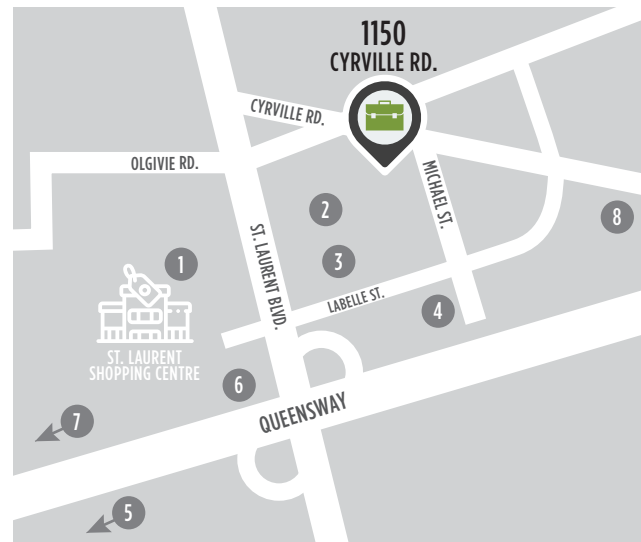 1150
CYRVILLE RD.
CYRVILLE RD.
OLGIVIE RD.
MICHAEL ST.
2
8
ST. LAURENT BLVD.
1
3
LABELLE ST.
4
ST. LAURENT
SHOPPING CENTRE
6
QUEENSWAY
7
5